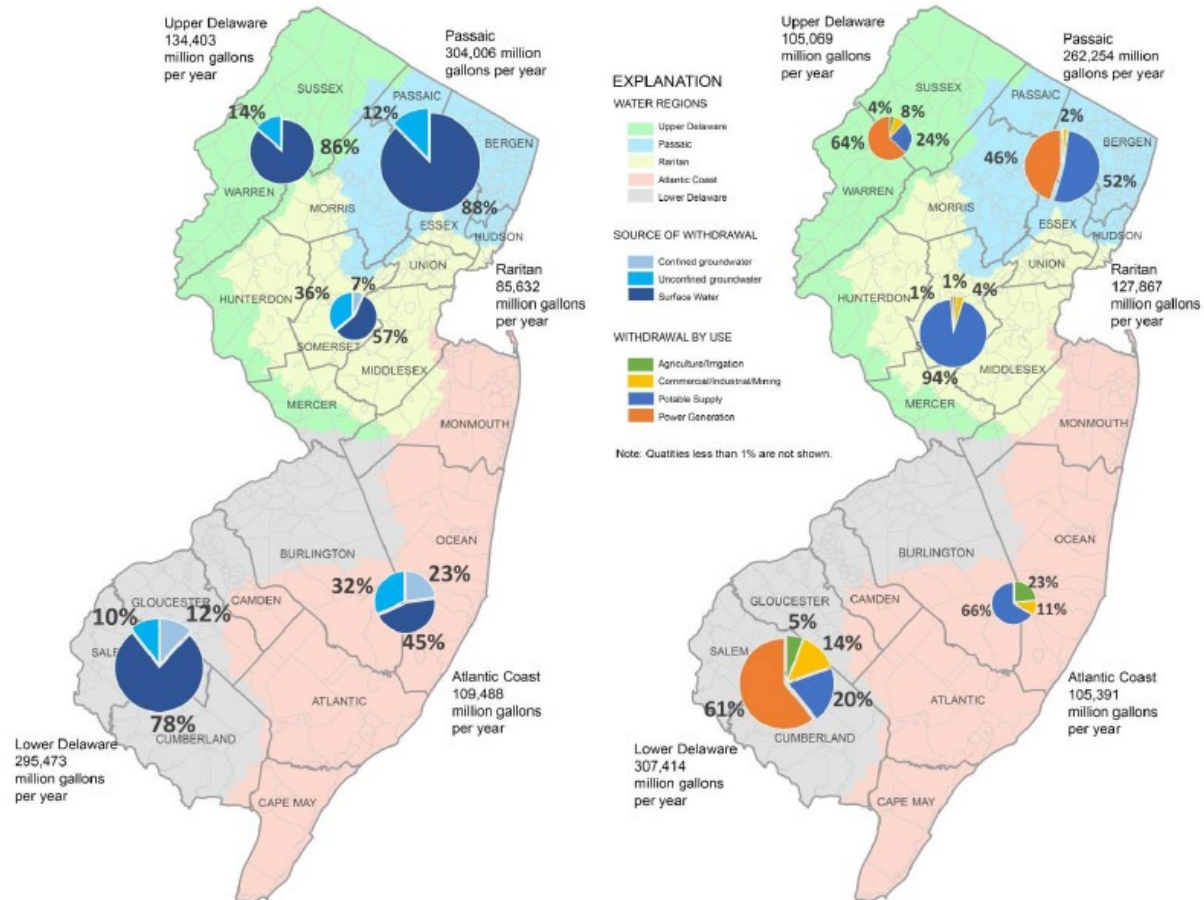 Upper Delaware
134,403
million gallons
per year
Passaic
304,006 million
gallons per year
SUSSEX
PASSAIC
BERGEN
WARREN
MORRIS
ESSEX
HUDSON
UNION
HUNTERDON
SOMERSET
MIDDLESEX
MERCER
MONMOUTH
OCEAN
BURLINGTON
CAMDEN
GLOUCESTER
SALE
ATLANTIC
CUMBERLAND
CAPE MAY
14%
86%
12%
88%
36%
7%
57%
32%
23%
45%
10%
12%
78%
Raritan
85,632
million gallons
per year
Atlantic Coast
109,488
million gallons
per year
Lower Delaware
295,473
million gallons
per year
EXPLANATION
WATER REGIONS
Upper Delaware
Passaic
Raritan
Atlantic Coast
Lower Delaware
SOURCE OF WITHDRAWAL
Confined groundwater
Unconfined groundwater
Surface Water
WITHDRAWAL BY USE
Agriculture/Irrigation
Commercial/Industrial/Mining
Potable Supply
Power Generation
Note: Quatities less than 1% are not shown.
Upper Delaware
105,069
million gallons
per year
Passaic
262,254 million
gallons per year
SUSSEX
PASSAIC
BERGEN
WARREN
MORRIS
ESSEX
HUDSON
UNION
HUNTERDON
S
MIDDLESEX
MERCER
MONMOUTH
OCEAN
BURLINGTON
CAMDEN
GLOUCESTER
SALEM
ATLANTIC
CUMBERLAND
CAPE MAY
4%
8%
64%
24%
2%
46%
52%
1%
1%
4%
94%
23%
66%
11%
5%
14%
20%
61%
Raritan
127,867
million gallons
per year
Atlantic Coast
105,391
million gallons
per year
Lower Delaware
307,414
million gallons
per year